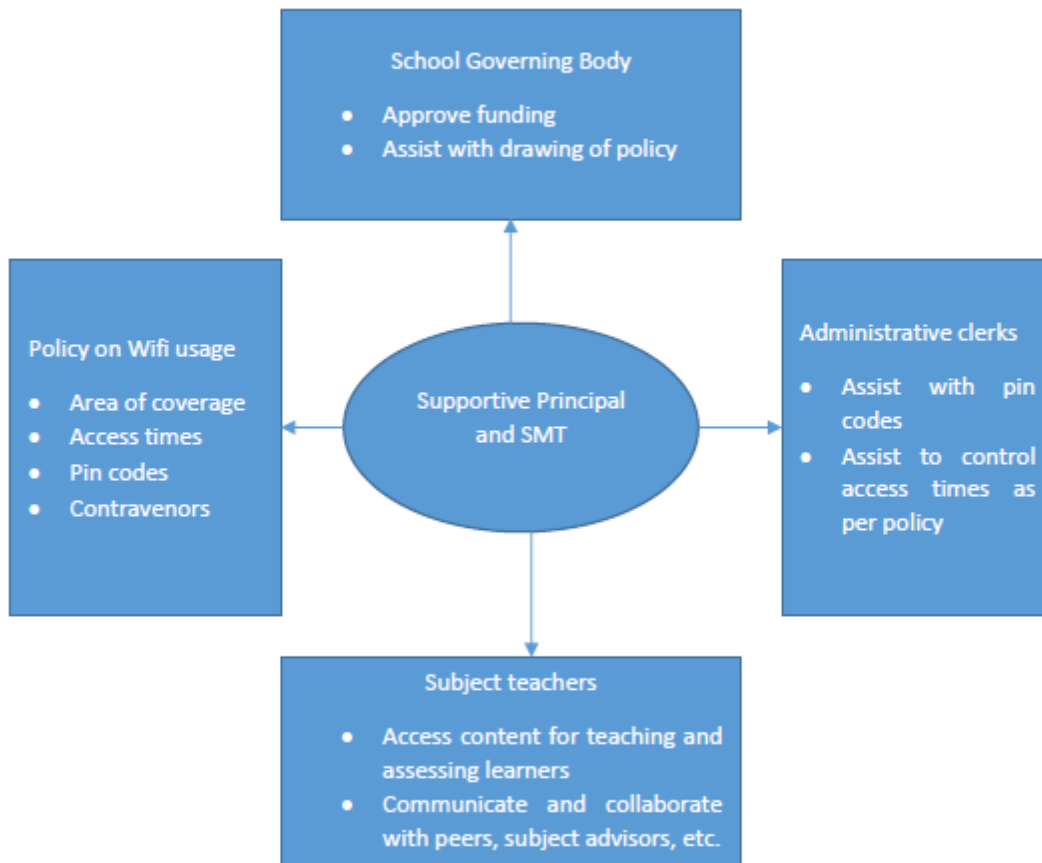 School Governing Body
• Approve funding
• Assist with drawing of policy
Policy on Wifi usage
• Area of coverage
• Access times
• Pin codes
• Contravenors
Supportive Principal
and SMT
Administrative clerks
• Assist with pin
codes
• Assist to control
access times as
per policy
Subject teachers
• Access content for teaching and
assessing learners
• Communicate and collaborate
with peers, subject advisors, etc.